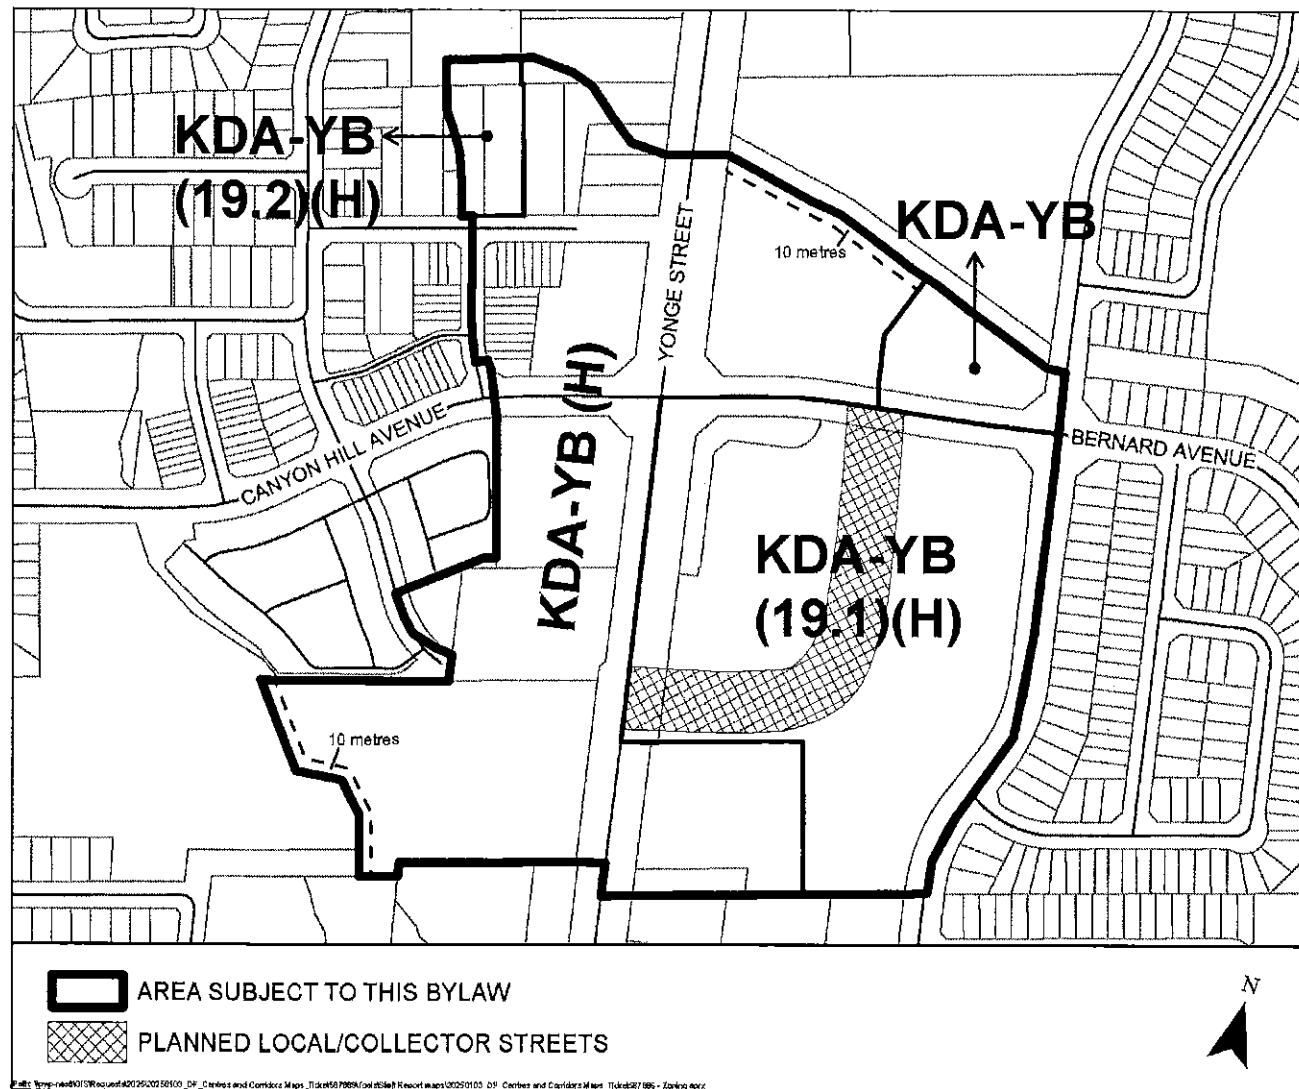 KDA-YB
(19.2)(H)
KDA-YB
10 metres
YONGE STREET
KDA-YB (H)
CANYON HILL AVENUE
BERNARD AVENUE
KDA-YB
(19.1)(H)
10 metres
AREA SUBJECT TO THIS BYLAW
N
PLANNED LOCAL/COLLECTOR STREETS